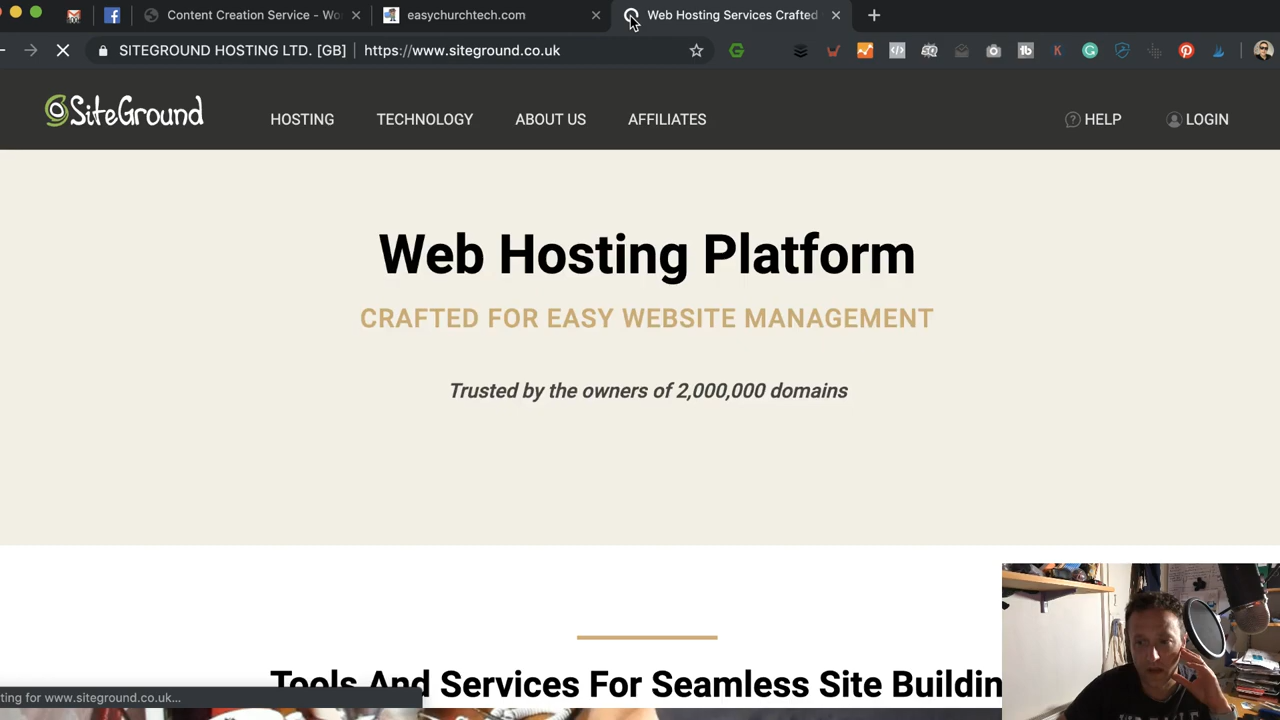 Content Creation Service - Wo
easychurchtech.com
Web Hosting Services Crafted
SITEGROUND HOSTING LTD. [GB]
https://www.siteground.co.uk
SiteGround
HOSTING
TECHNOLOGY
ABOUT US
AFFILIATES
HELP
LOGIN
Web Hosting Platform
CRAFTED FOR EASY WEBSITE MANAGEMENT
Trusted by the owners of 2,000,000 domains
Tools And Services For Seamless Site Buildin
ting for www.siteground.co.uk...